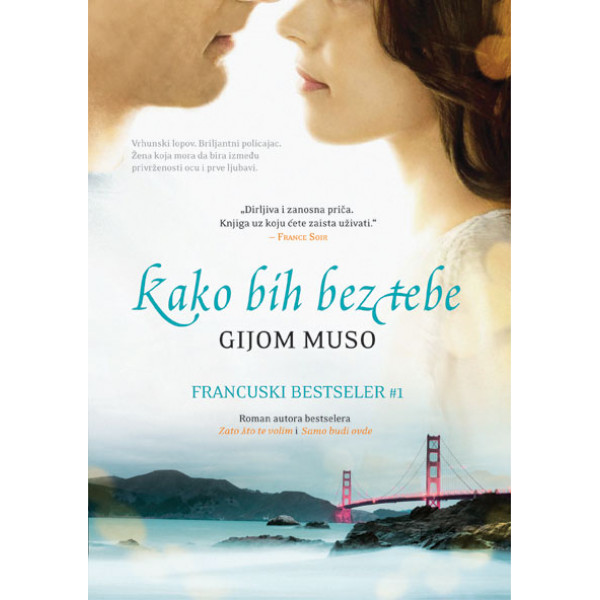 Vrhunski lopov. Briljantni policajac.
Žena koja mora da bira između
privrženosti ocu i prve ljubavi.
„Dirljiva i zanosna priča.
Knjiga uz koju ćete zaista uživati.“
– France Soir
kako bih bez tebe
GIJOM MUSO
FRANCUSKI BESTSELER #1
Roman autora bestselera
Zato što te volim i Samo budi ovde